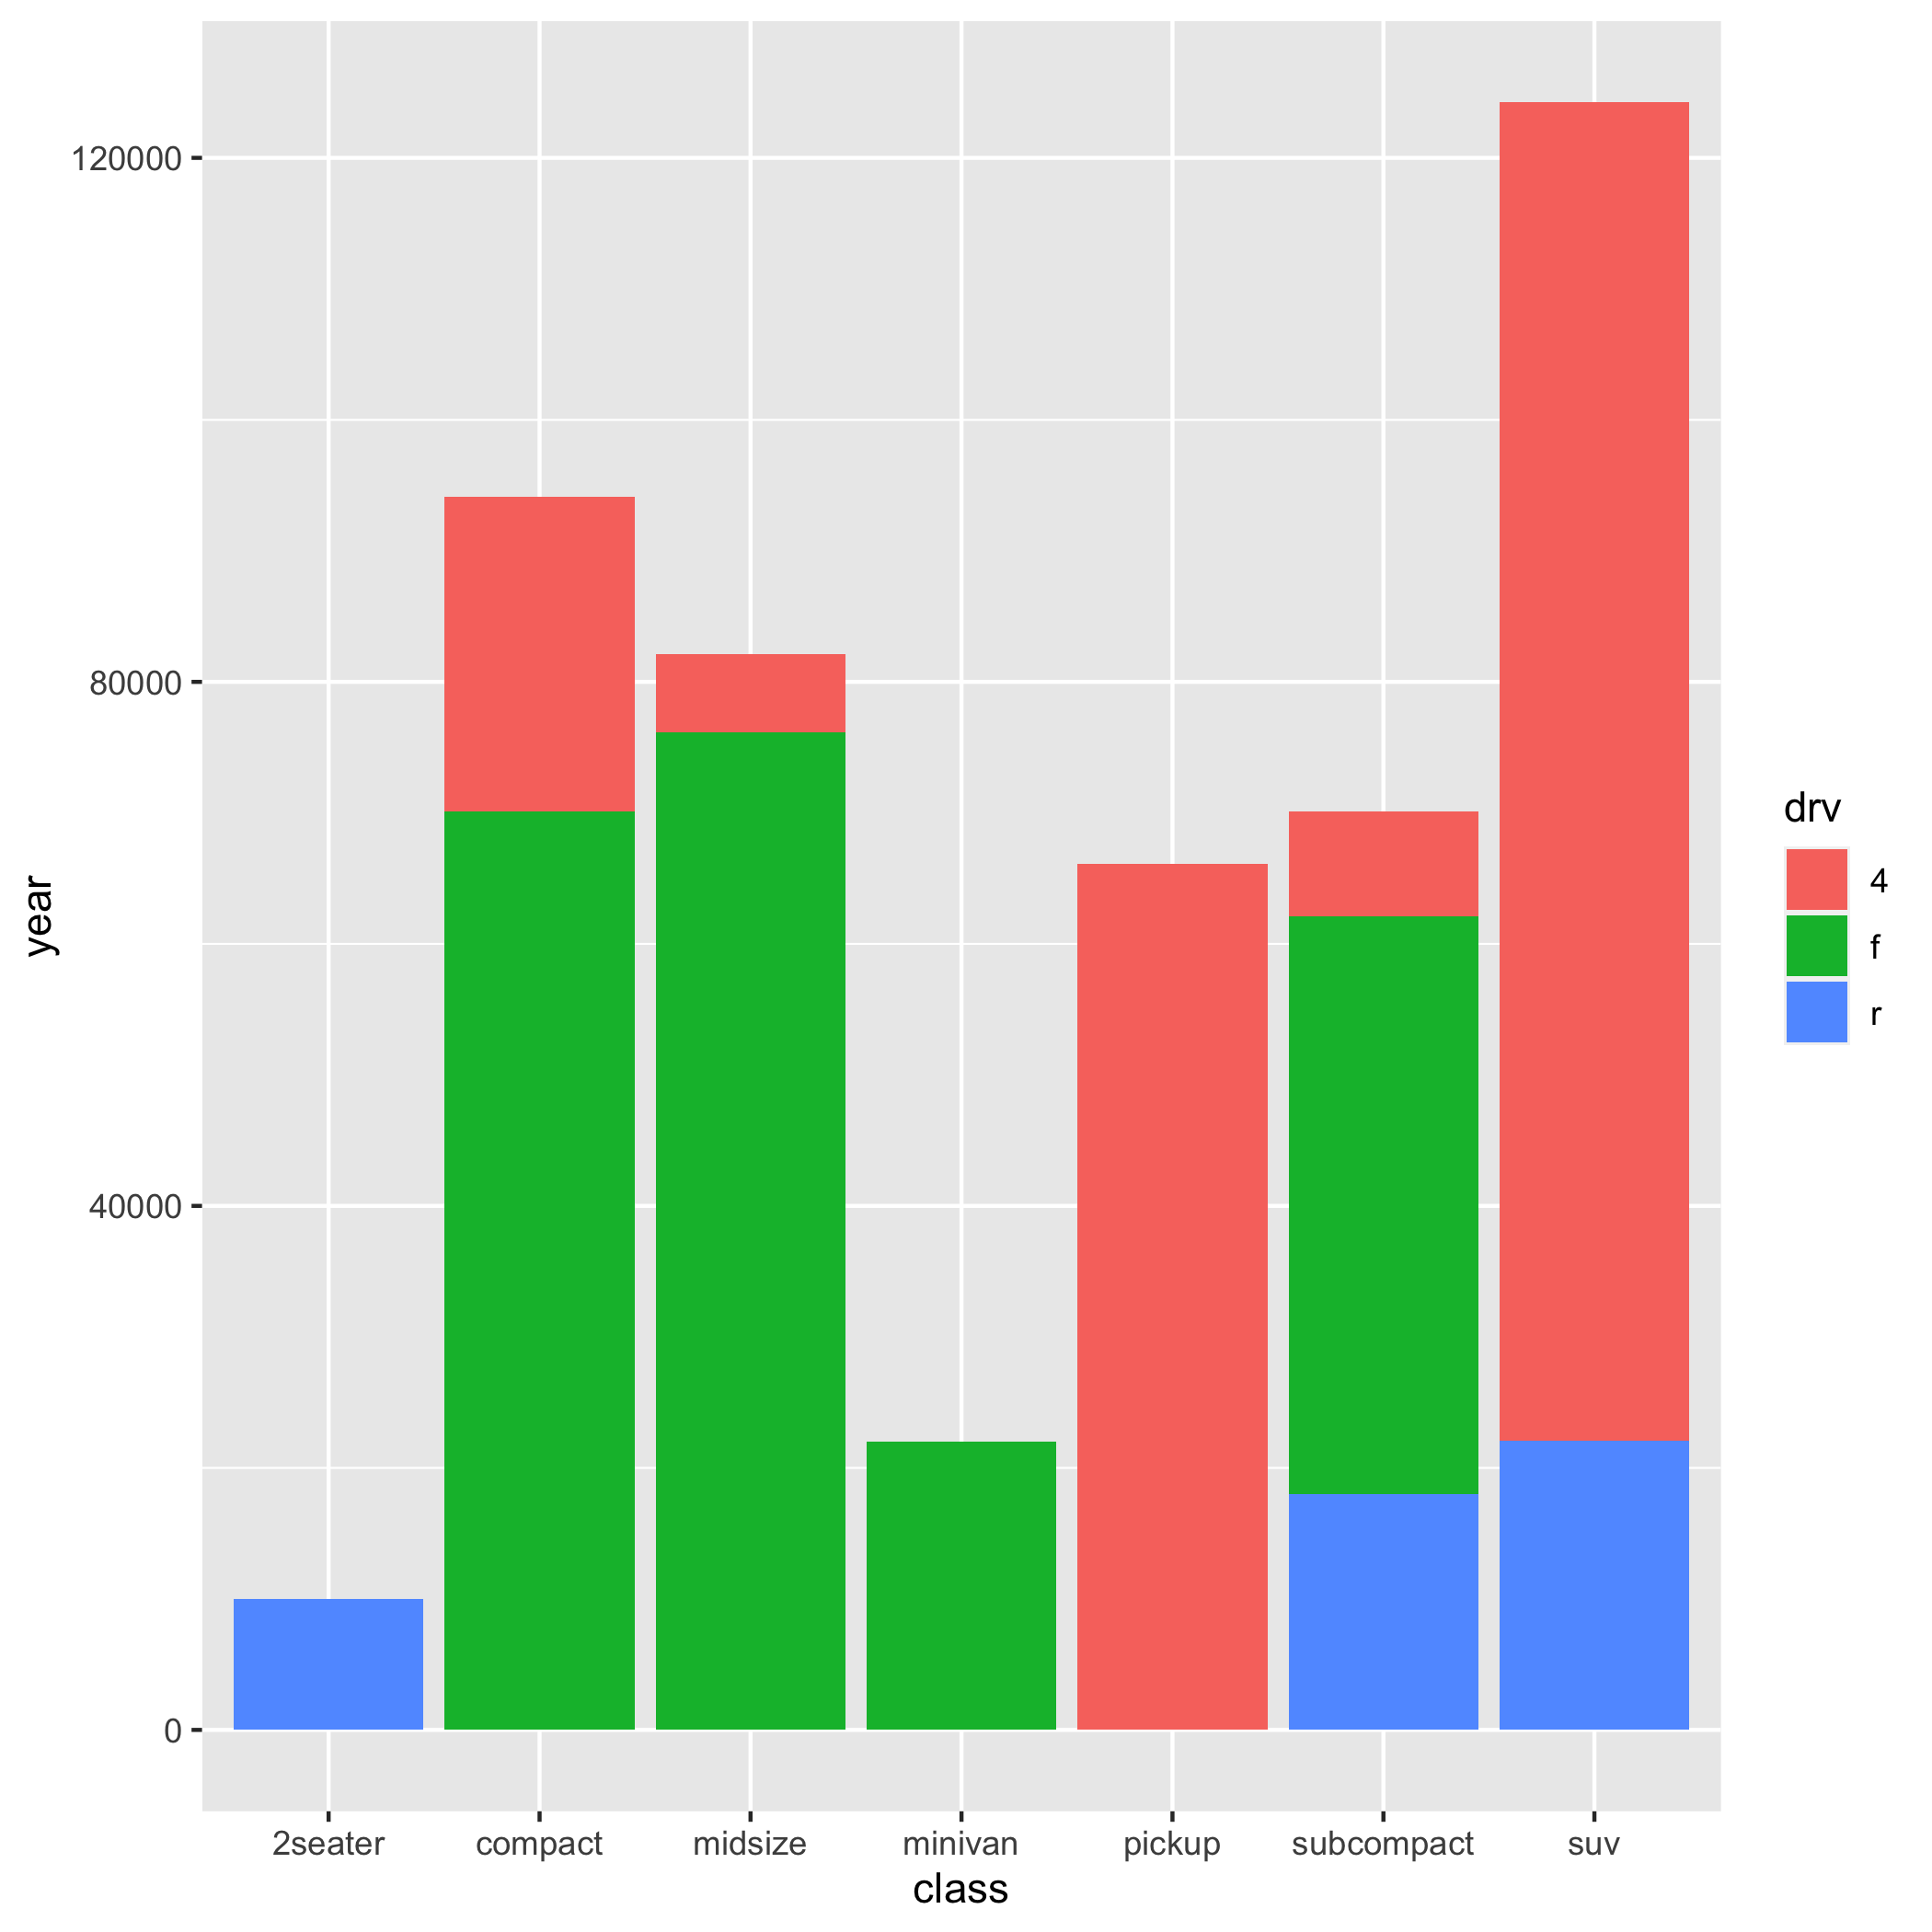 120000
80000
40000
0
year
2seater compact midsize minivan pickup subcompact suv
class
drv
4
f
r